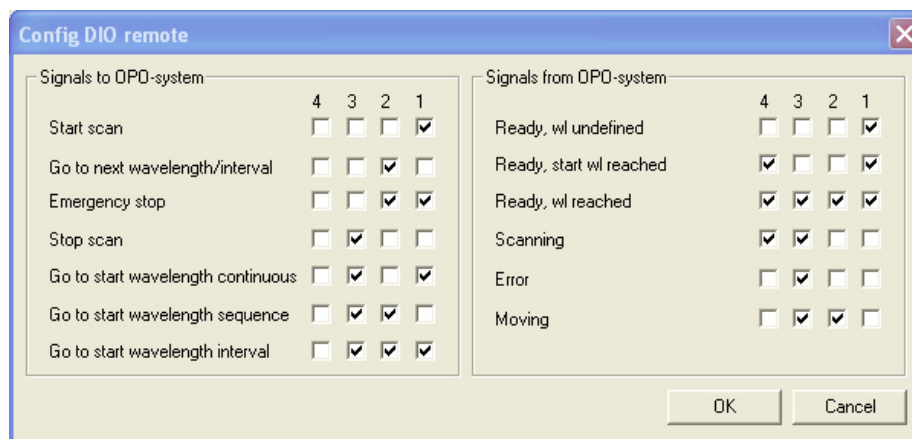 Config DIO remote
Signals to OPO-system
4 3 2 1
Start scan
Go to next wavelength/interval
Emergency stop
Stop scan
Go to start wavelength continuous
Go to start wavelength sequence
Go to start wavelength interval
Signals from OPO-system
4 3 2 1
Ready, wl undefined
Ready, start wl reached
Ready, wl reached
Scanning
Error
Moving
OK
Cancel